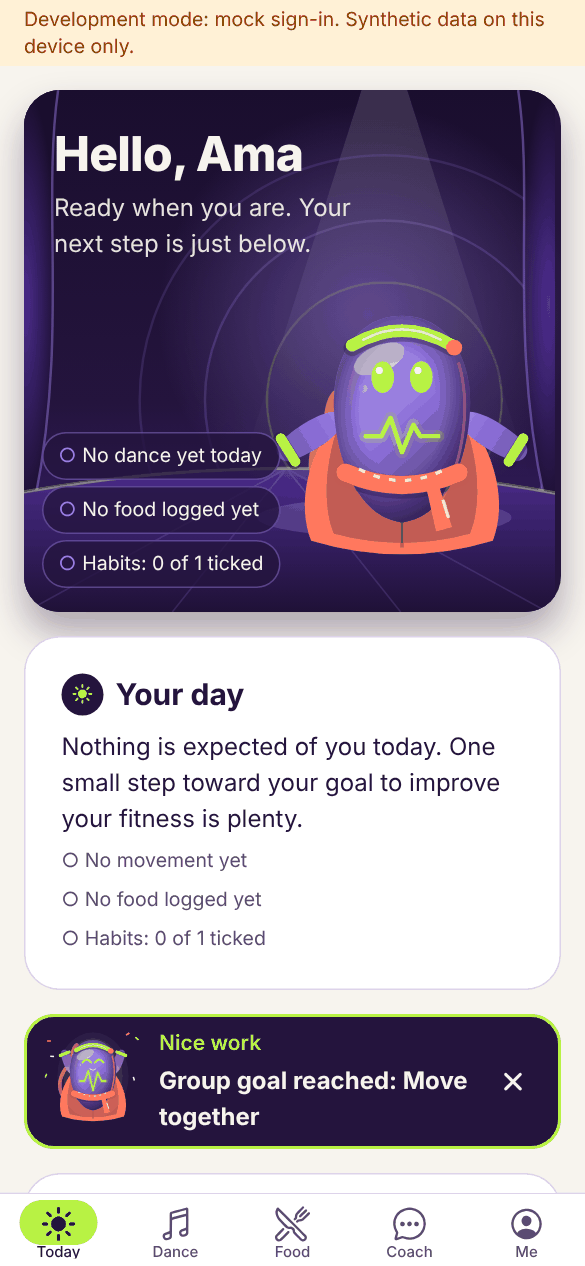 Development mode: mock sign-in. Synthetic data on this
device only.
Hello, Ama
Ready when you are. Your
next step is just below.
No dance yet today
No food logged yet
Habits: 0 of 1 ticked
Your day
Nothing is expected of you today. One
small step toward your goal to improve
your fitness is plenty.
No movement yet
No food logged yet
Habits: 0 of 1 ticked
Nice work
Group goal reached: Move
together
Today
Dance
Food
Coach
Me